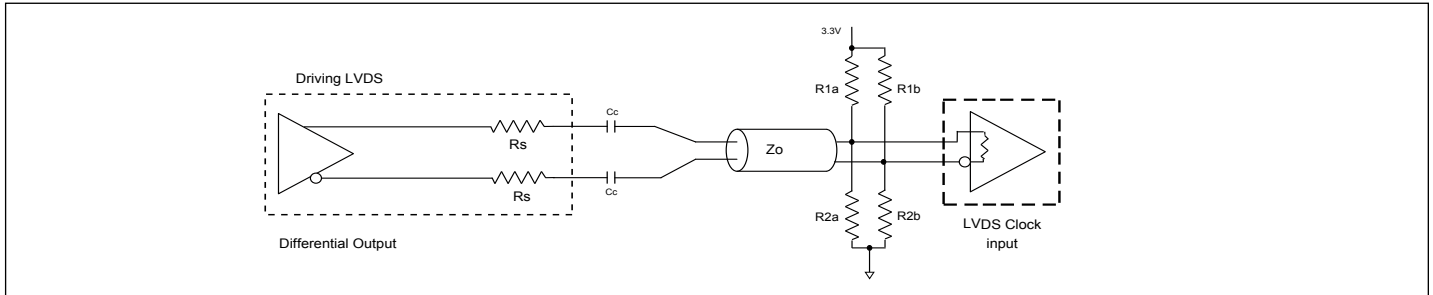 3.3V
Driving LVDS
R1a
R1b
Cc
Rs
Zo
Cc
Rs
R2a
R2b
LVDS Clock
input
Differential Output